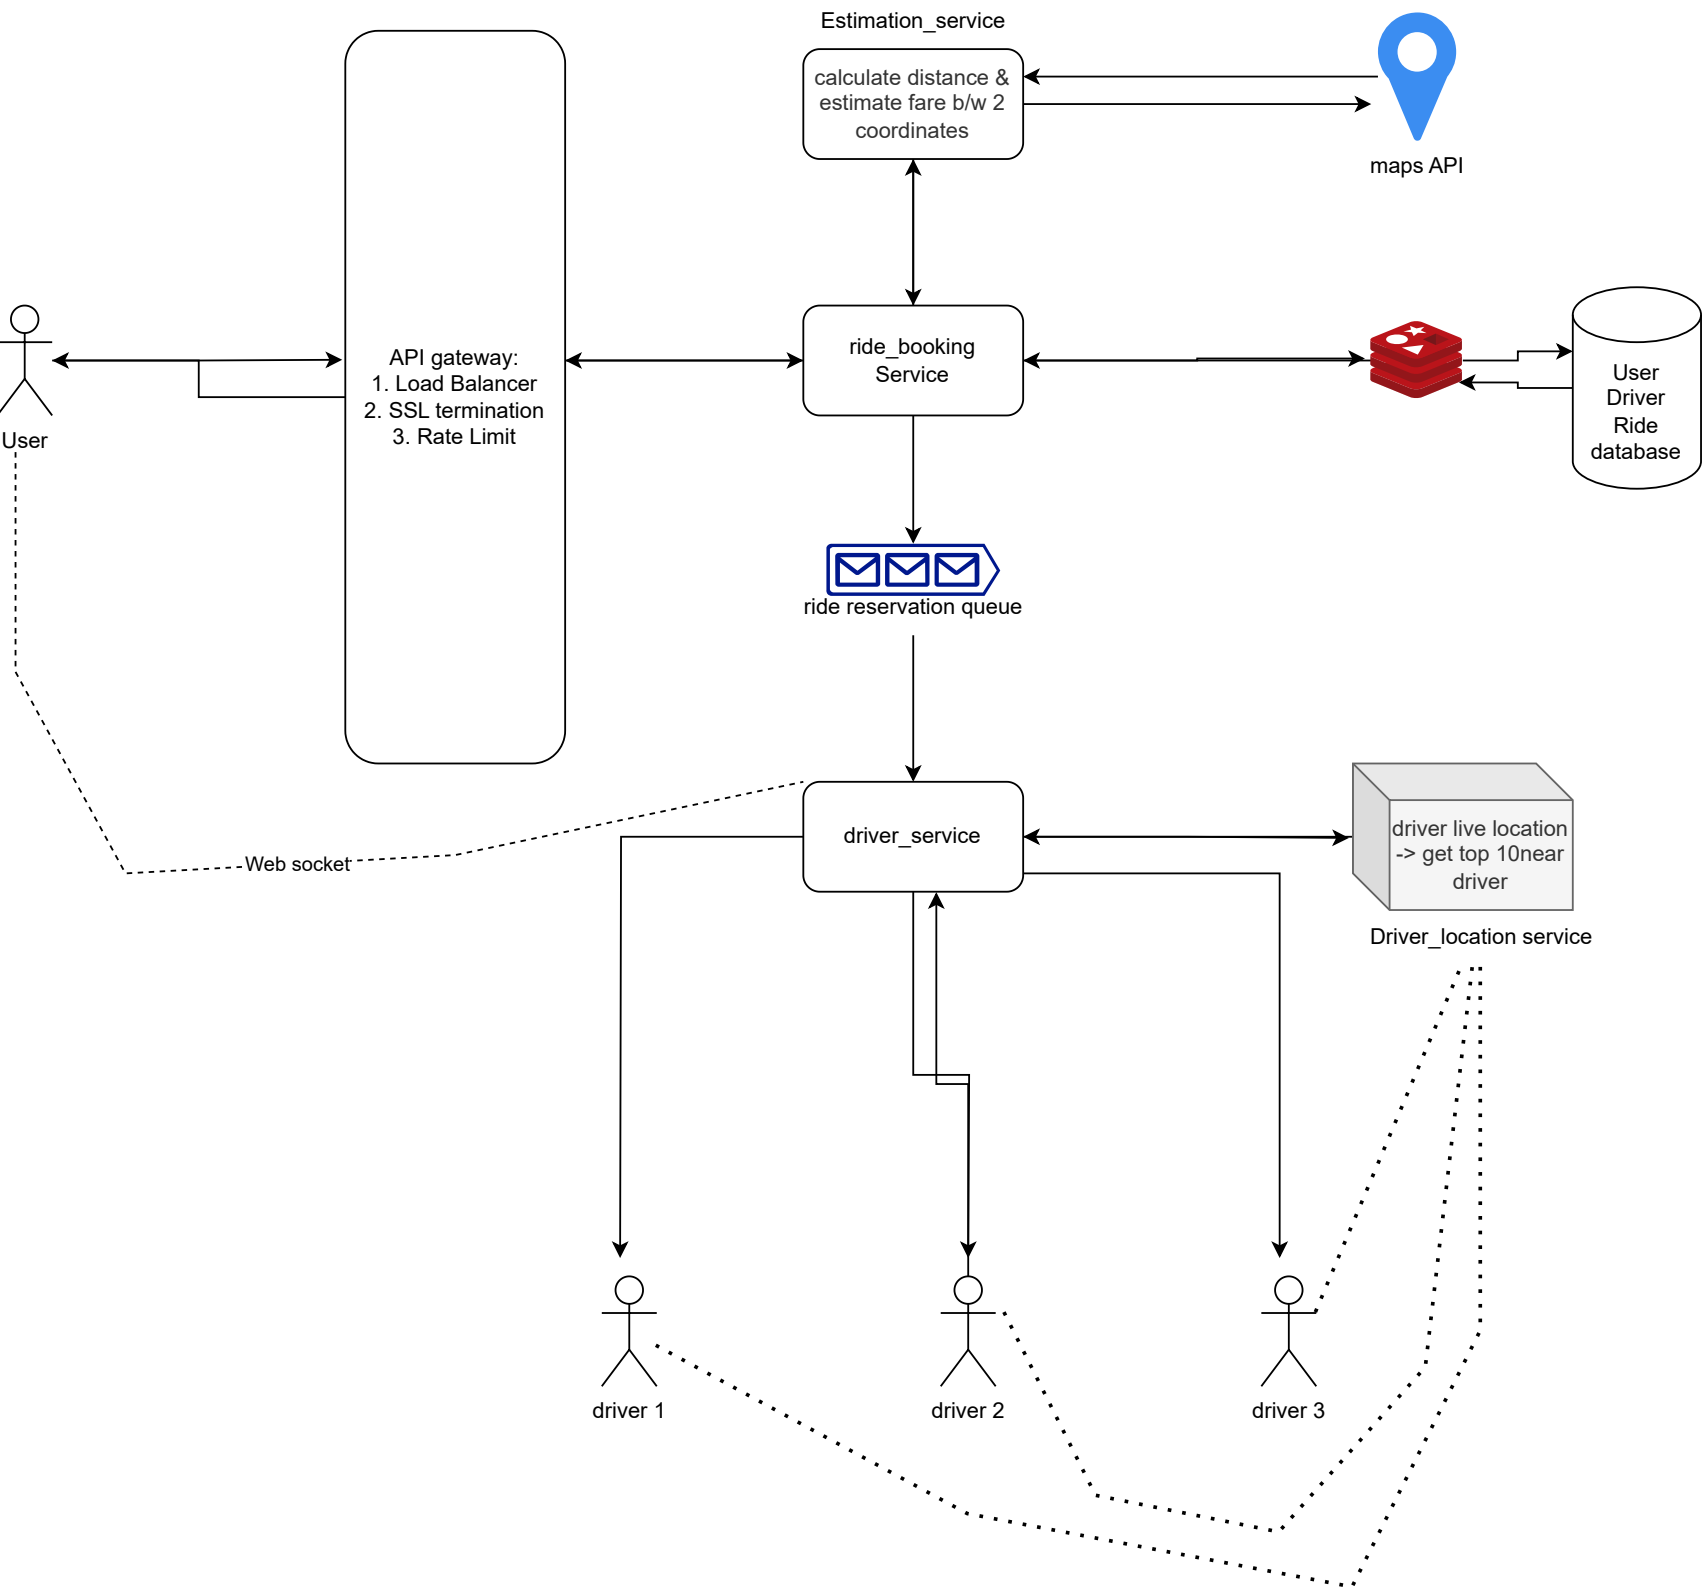 Estimation_service
calculate distance &
estimate fare b/w 2
coordinates
maps API
API gateway:
1. Load Balancer
2. SSL termination
3. Rate Limit
ride_booking
Service
User
Driver
Ride
database
User
ride reservation queue
driver_service
driver live location
-> get top 10near
driver
Web socket
Driver_location service
driver 1
driver 2
driver 3